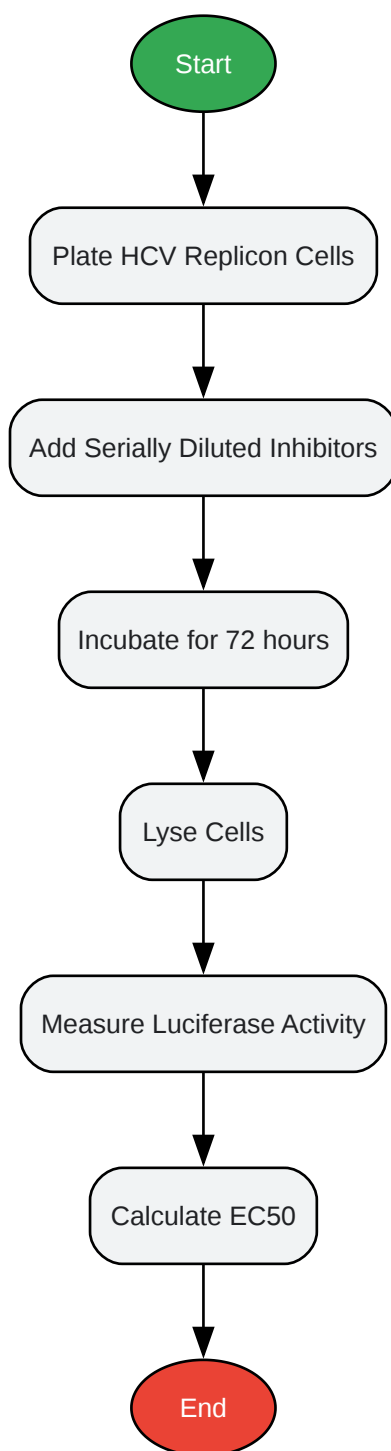 Start
Plate HCV Replicon Cells
Add Serially Diluted Inhibitors
Incubate for 72 hours
Lyse Cells
Measure Luciferase Activity
Calculate EC50
End